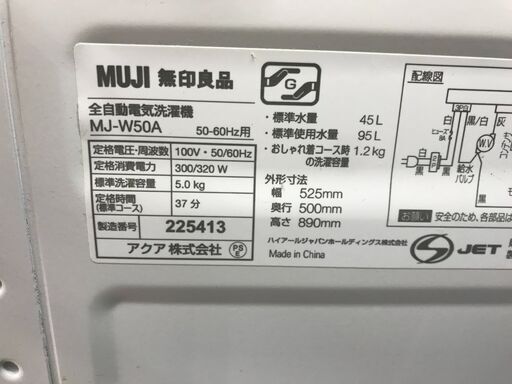 MUJI 無印良品
全自動電気洗濯機
MJ-W50A 50-60Hz用
定格電圧・周波数 100V・50/60Hz
定格消費電力 300/320 W
標準洗濯容量 5.0 kg
定格時間 (標準コース) 37 分
製造番号 225413
アクア株式会社 PS E
G
・標準水量 45L
・標準使用水量 95L
・おしゃれ着コース時 1.2kg
の洗濯容量
外形寸法
幅 525mm
奥行 500mm
高さ 890mm
ハイアールジャパンホールディングス株式会社
Made in China
配線図
白 黒/白 灰
3P白
ヒューズ
8A
白
W.V
給水
バルブ
黒
お願い 安全のため、各部品は
S JET